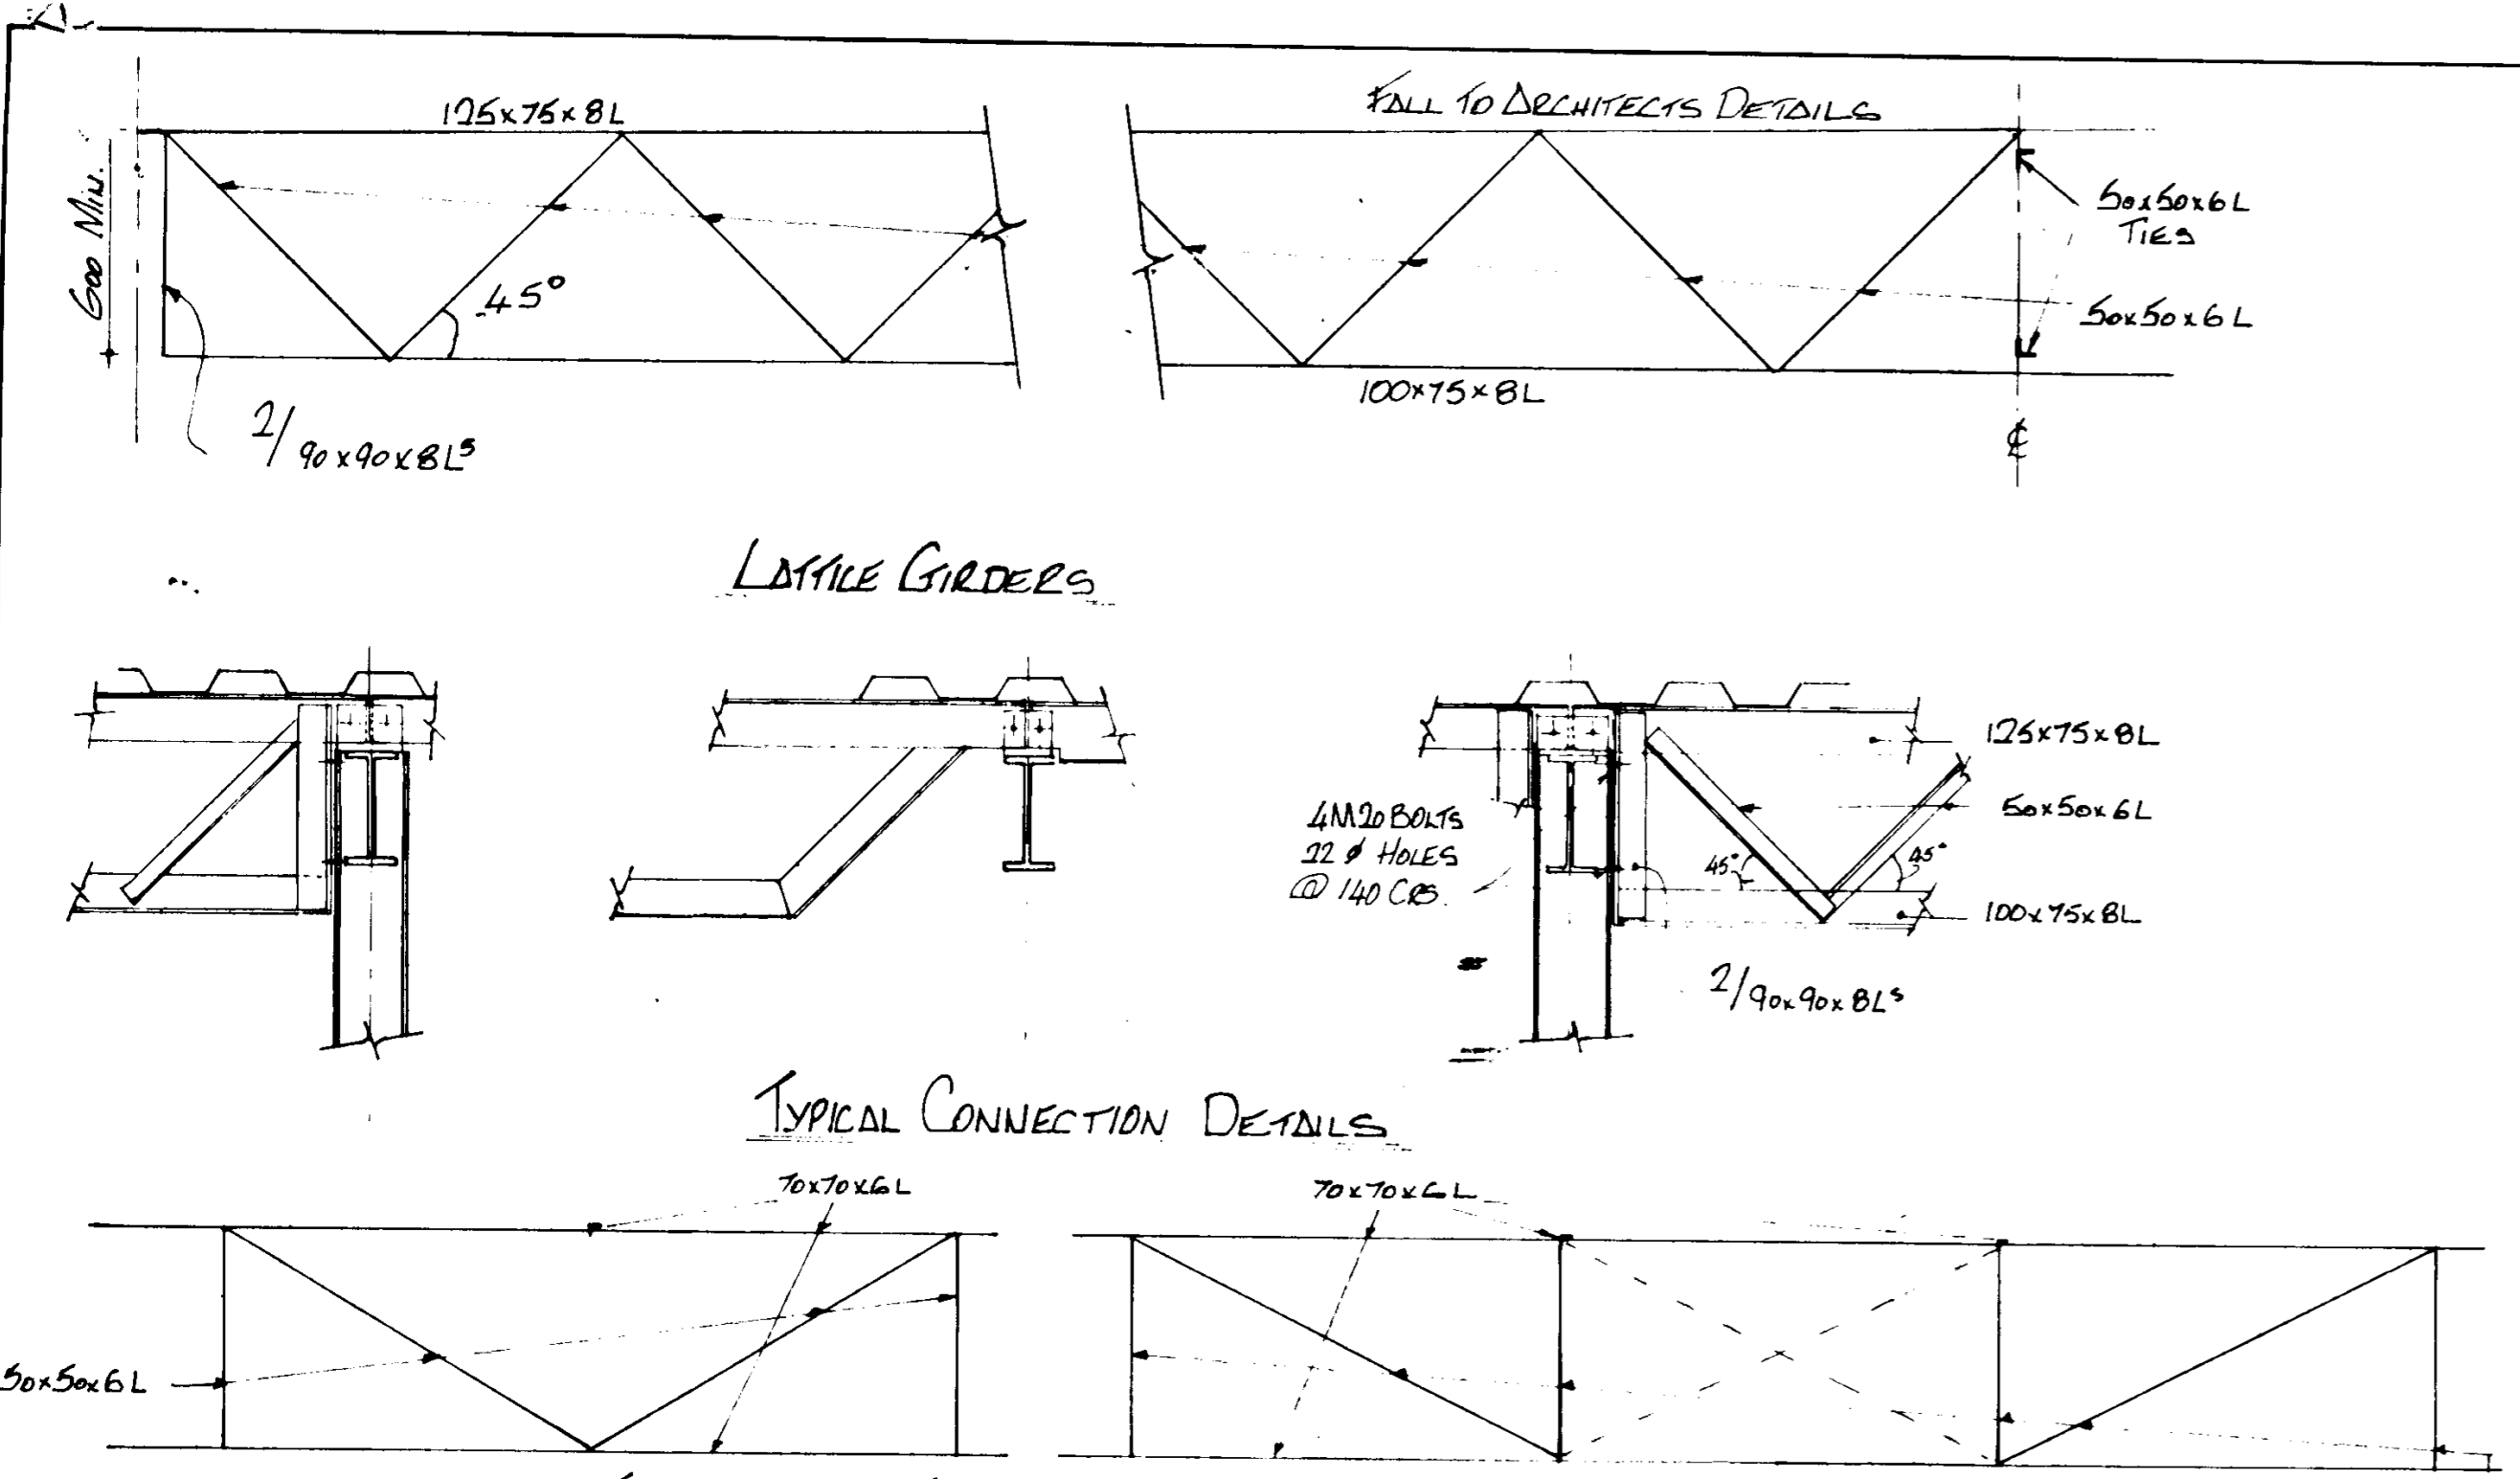 125x75x8L
FALL TO ARCHITECTS DETAILS
600 MIN.
45°
50x50x6L
TIES
50x50x6L
100x75x8L
2/90x90x8Ls
℄
LATTICE GIRDERS
125x75x8L
4M20 BOLTS
22 ϕ HOLES
@ 140 CRS.
50x50x6L
45°
45°
100x75x8L
2/90x90x8Ls
TYPICAL CONNECTION DETAILS
70x70x6L
70x70x6L
50x50x6L